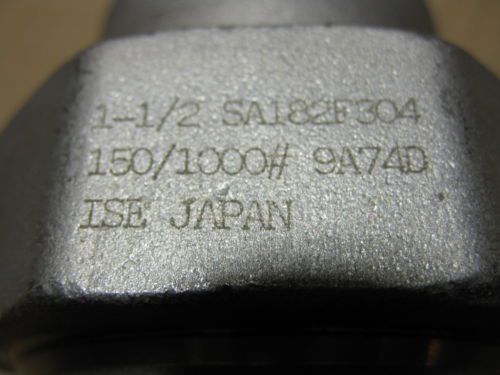 1-1/2 SA182F304
150/1000# 9A74D
ISE JAPAN